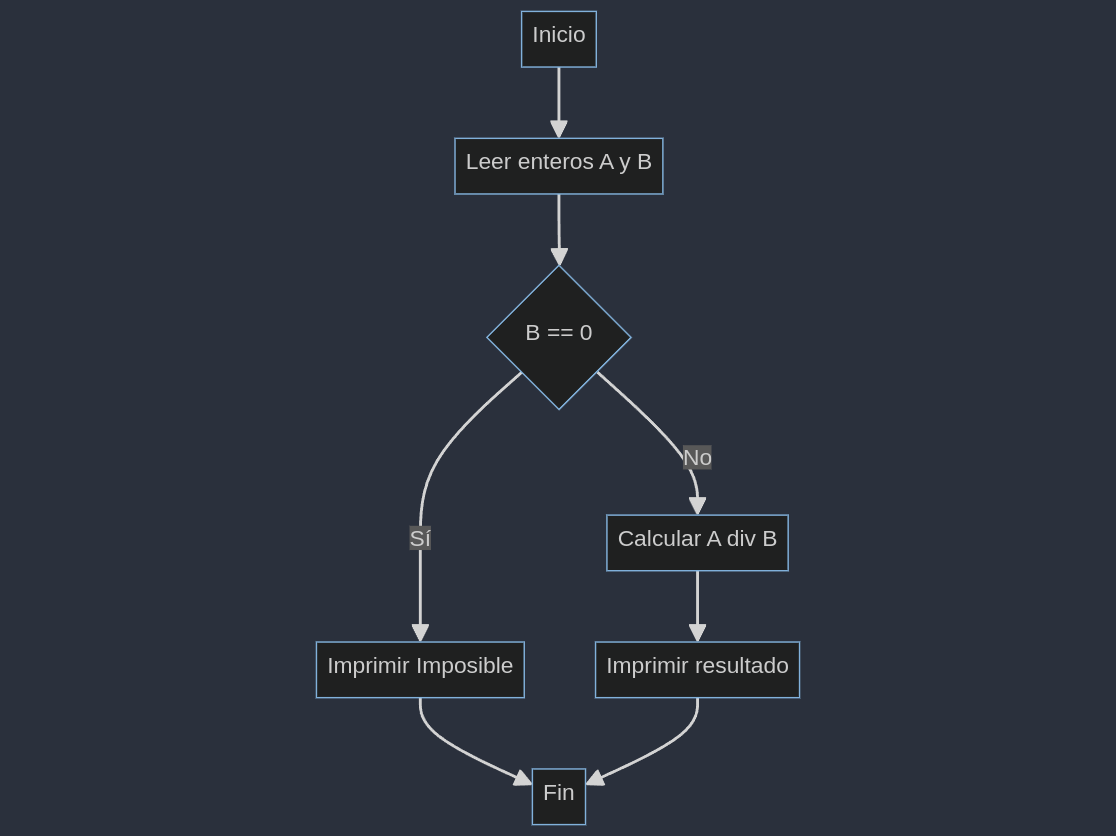 Inicio
Leer enteros A y B
B == 0
No
Sí
Calcular A div B
Imprimir Imposible
Imprimir resultado
Fin